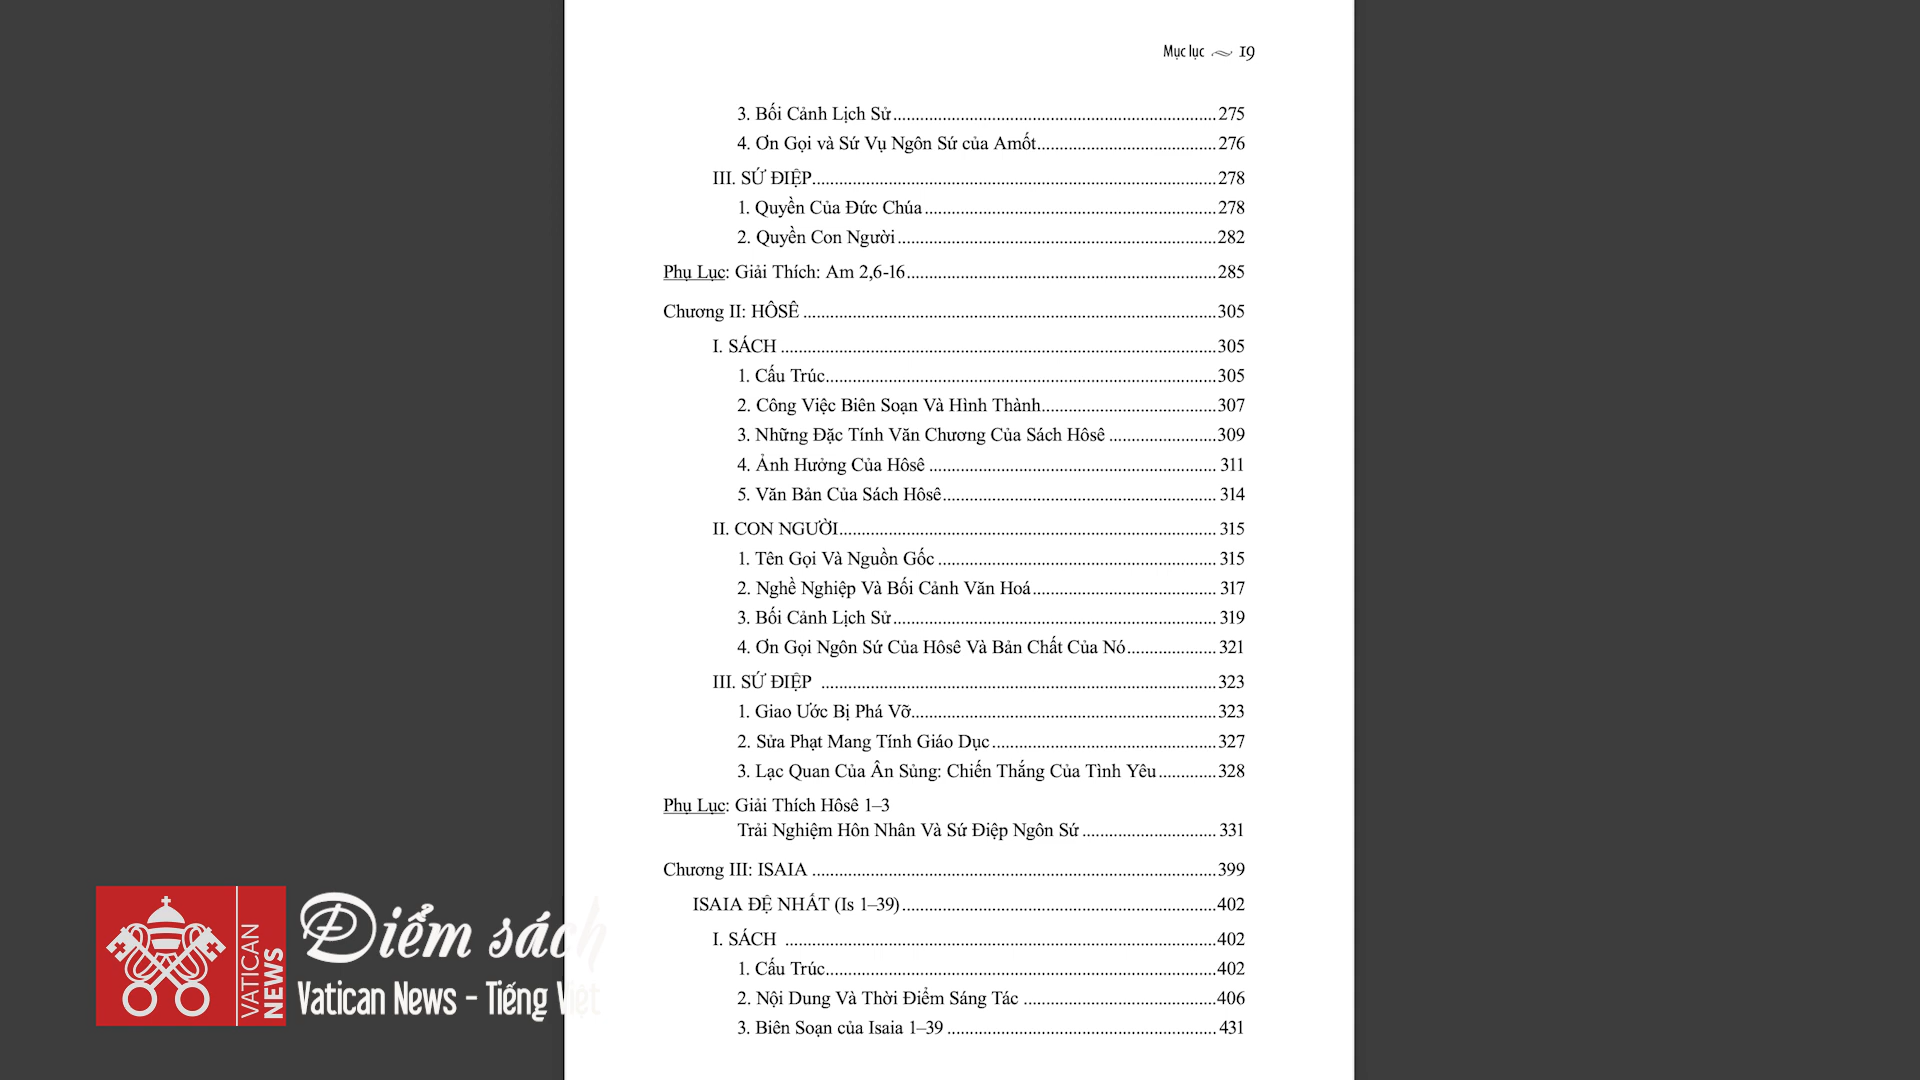 Mục lục 19
3. Bối Cảnh Lịch Sử........................................................................275
4. Ơn Gọi và Sứ Vụ Ngôn Sứ của Amốt........................................276
III. SỨ ĐIỆP..........................................................................................278
1. Quyền Của Đức Chúa.................................................................278
2. Quyền Con Người.......................................................................282
Phụ Lục: Giải Thích: Am 2,6-16.....................................................................285
Chương II: HÔSÊ............................................................................................305
I. SÁCH.................................................................................................305
1. Cấu Trúc.......................................................................................305
2. Công Việc Biên Soạn Và Hình Thành.......................................307
3. Những Đặc Tính Văn Chương Của Sách Hôsê........................309
4. Ảnh Hưởng Của Hôsê................................................................311
5. Văn Bản Của Sách Hôsê.............................................................314
II. CON NGƯỜI....................................................................................315
1. Tên Gọi Và Nguồn Gốc..............................................................315
2. Nghề Nghiệp Và Bối Cảnh Văn Hoá.........................................317
3. Bối Cảnh Lịch Sử........................................................................319
4. Ơn Gọi Ngôn Sứ Của Hôsê Và Bản Chất Của Nó....................321
III. SỨ ĐIỆP..........................................................................................323
1. Giao Ước Bị Phá Vỡ....................................................................323
2. Sửa Phạt Mang Tính Giáo Dục..................................................327
3. Lạc Quan Của Ân Sủng: Chiến Thắng Của Tình Yêu.............328
Phụ Lục: Giải Thích Hôsê 1–3
Trải Nghiệm Hôn Nhân Và Sứ Điệp Ngôn Sứ..............................331
Chương III: ISAIA..........................................................................................399
ISAIA ĐỆ NHẤT (Is 1–39)......................................................................402
I. SÁCH................................................................................................402
1. Cấu Trúc.......................................................................................402
2. Nội Dung Và Thời Điểm Sáng Tác...........................................406
3. Biên Soạn của Isaia 1–39............................................................431
VATICAN
NEWS
Điểm sách
Vatican News - Tiếng Việt